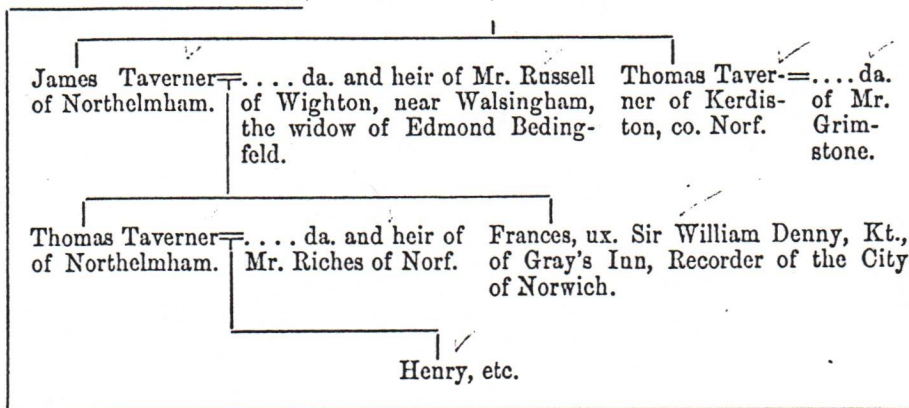 James Taverner=.... da. and heir of Mr. Russell
of Northelmham. of Wighton, near Walsingham,
the widow of Edmond Beding-
feld.
Thomas Taver-=....da.
ner of Kerdis- of Mr.
ton, co. Norf. Grim-
stone.
Thomas Taverner=.... da. and heir of
of Northelmham. Mr. Riches of Norf.
Frances, ux. Sir William Denny, Kt.,
of Gray's Inn, Recorder of the City
of Norwich.
Henry, etc.